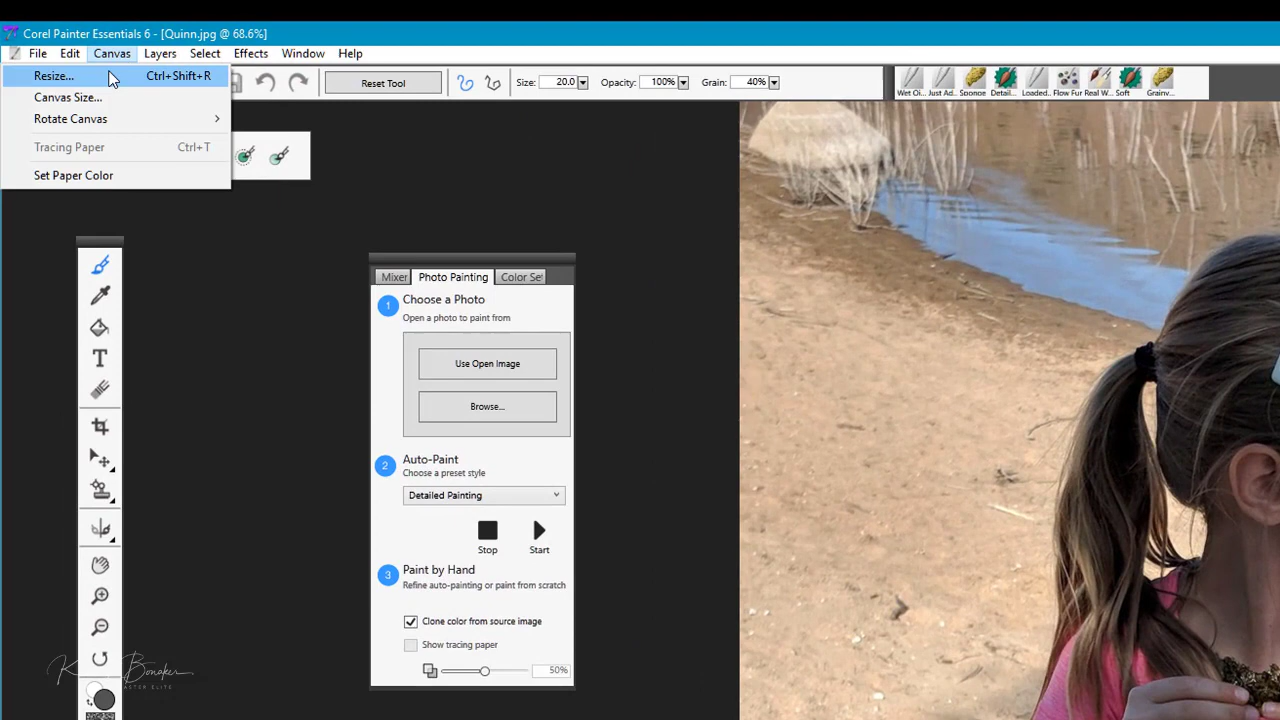 Corel Painter Essentials 6 - [Quinn.jpg @ 68.6%]
File Edit Canvas Layers Select Effects Window Help
Resize... Ctrl+Shift+R
Canvas Size...
Rotate Canvas
Tracing Paper Ctrl+T
Set Paper Color
Reset Tool
Size: 20.0
Opacity: 100%
Grain: 40%
Wet Oi... Just Ad.. Sponge Detail... Loaded.. Flow Fur Real W... Soft Grainy..
Mixer Photo Painting Color Se
1 Choose a Photo
Open a photo to paint from
Use Open Image
Browse...
2 Auto-Paint
Choose a preset style
Detailed Painting
Stop Start
3 Paint by Hand
Refine auto-painting or paint from scratch
Clone color from source image
Show tracing paper
50%
Bonaker
ASTER ELITE